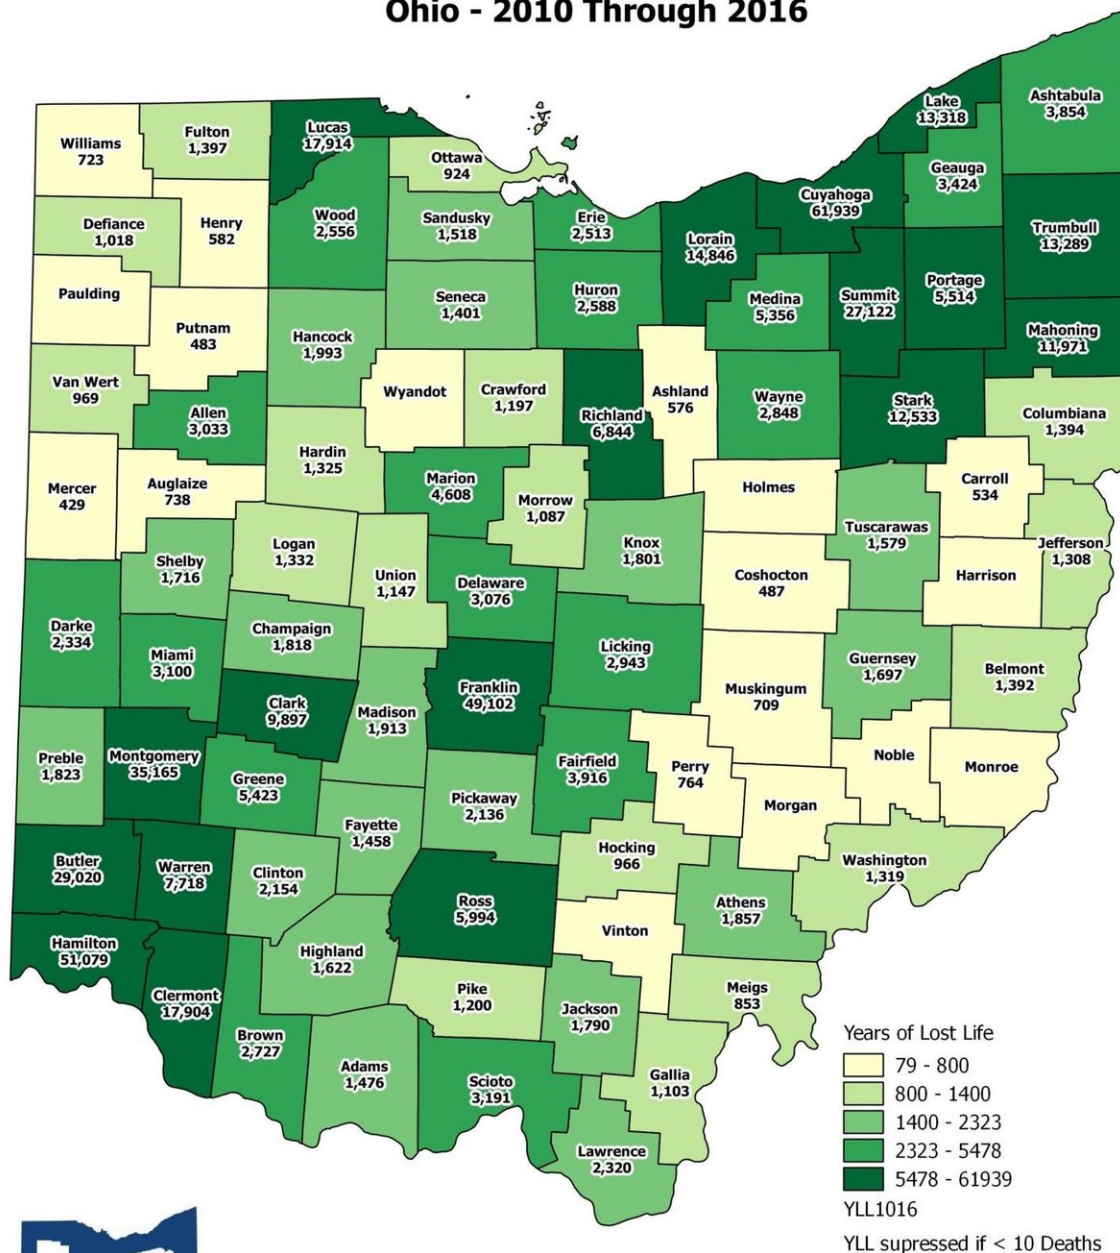 Ohio - 2010 Through 2016
Williams
723
Fulton
1,397
Lucas
17,914
Ottawa
924
Lake
13,318
Ashtabula
3,854
Geauga
3,424
Cuyahoga
61,939
Defiance
1,018
Henry
582
Wood
2,556
Sandusky
1,518
Erie
2,513
Lorain
14,846
Trumbull
13,289
Paulding
Putnam
483
Hancock
1,993
Seneca
1,401
Huron
2,588
Medina
5,356
Summit
27,122
Portage
5,514
Mahoning
11,971
Van Wert
969
Allen
3,033
Wyandot
Crawford
1,197
Richland
6,844
Ashland
576
Wayne
2,848
Stark
12,533
Columbiana
1,394
Mercer
429
Auglaize
738
Hardin
1,325
Marion
4,608
Morrow
1,087
Holmes
Carroll
534
Tuscarawas
1,579
Jefferson
1,308
Shelby
1,716
Logan
1,332
Union
1,147
Delaware
3,076
Knox
1,801
Coshocton
487
Harrison
Darke
2,334
Miami
3,100
Champaign
1,818
Licking
2,943
Guernsey
1,697
Belmont
1,392
Clark
9,897
Madison
1,913
Franklin
49,102
Muskingum
709
Preble
1,823
Montgomery
35,165
Greene
5,423
Fairfield
3,916
Perry
764
Noble
Monroe
Pickaway
2,136
Morgan
Fayette
1,458
Butler
29,020
Warren
7,718
Clinton
2,154
Hocking
966
Washington
1,319
Ross
5,994
Athens
1,857
Vinton
Hamilton
51,079
Highland
1,622
Clermont
17,904
Pike
1,200
Jackson
1,790
Meigs
853
Brown
2,727
Adams
1,476
Scioto
3,191
Gallia
1,103
Lawrence
2,320
Years of Lost Life
79 - 800
800 - 1400
1400 - 2323
2323 - 5478
5478 - 61939
YLL1016
YLL supressed if < 10 Deaths